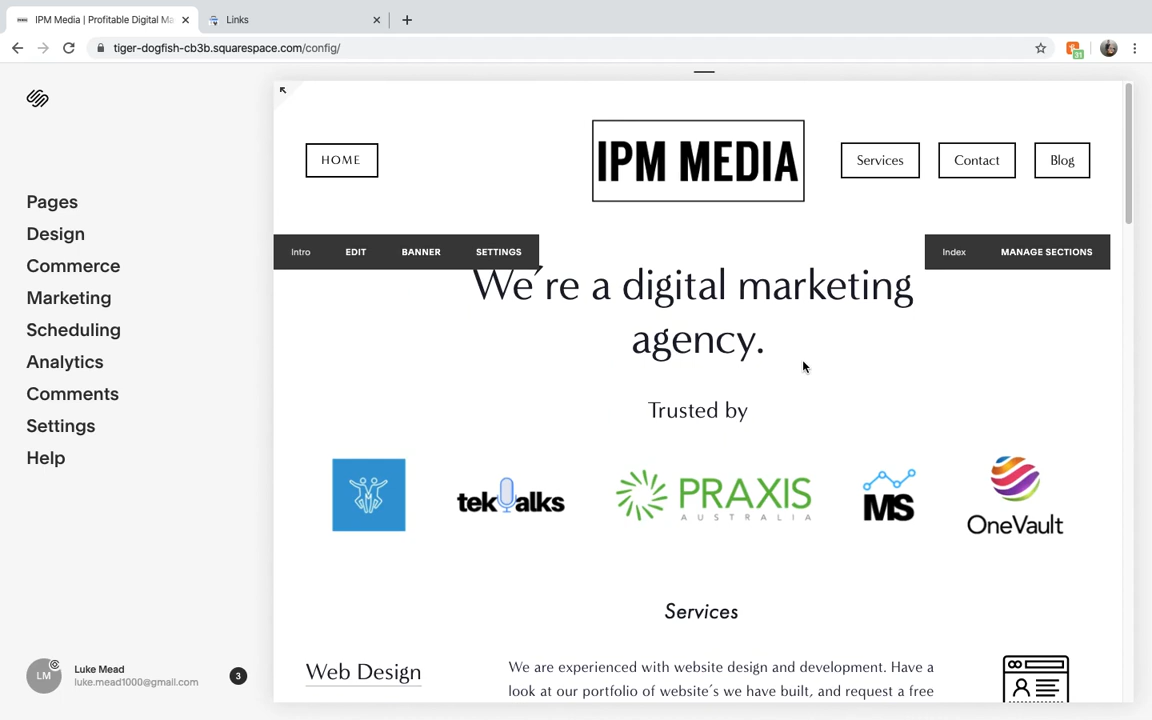 IPM Media | Profitable Digital Ma
Links
tiger-dogfish-cb3b.squarespace.com/config/
31
Pages
Design
Commerce
Marketing
Scheduling
Analytics
Comments
Settings
Help
LM
Luke Mead
luke.mead1000@gmail.com
3
HOME
IPM MEDIA
Services
Contact
Blog
Intro EDIT BANNER SETTINGS
Index MANAGE SECTIONS
We´re a digital marketing
agency.
Trusted by
tektalks
PRAXIS
AUSTRALIA
MS
OneVault
Services
Web Design
We are experienced with website design and development. Have a
look at our portfolio of website´s we have built, and request a free